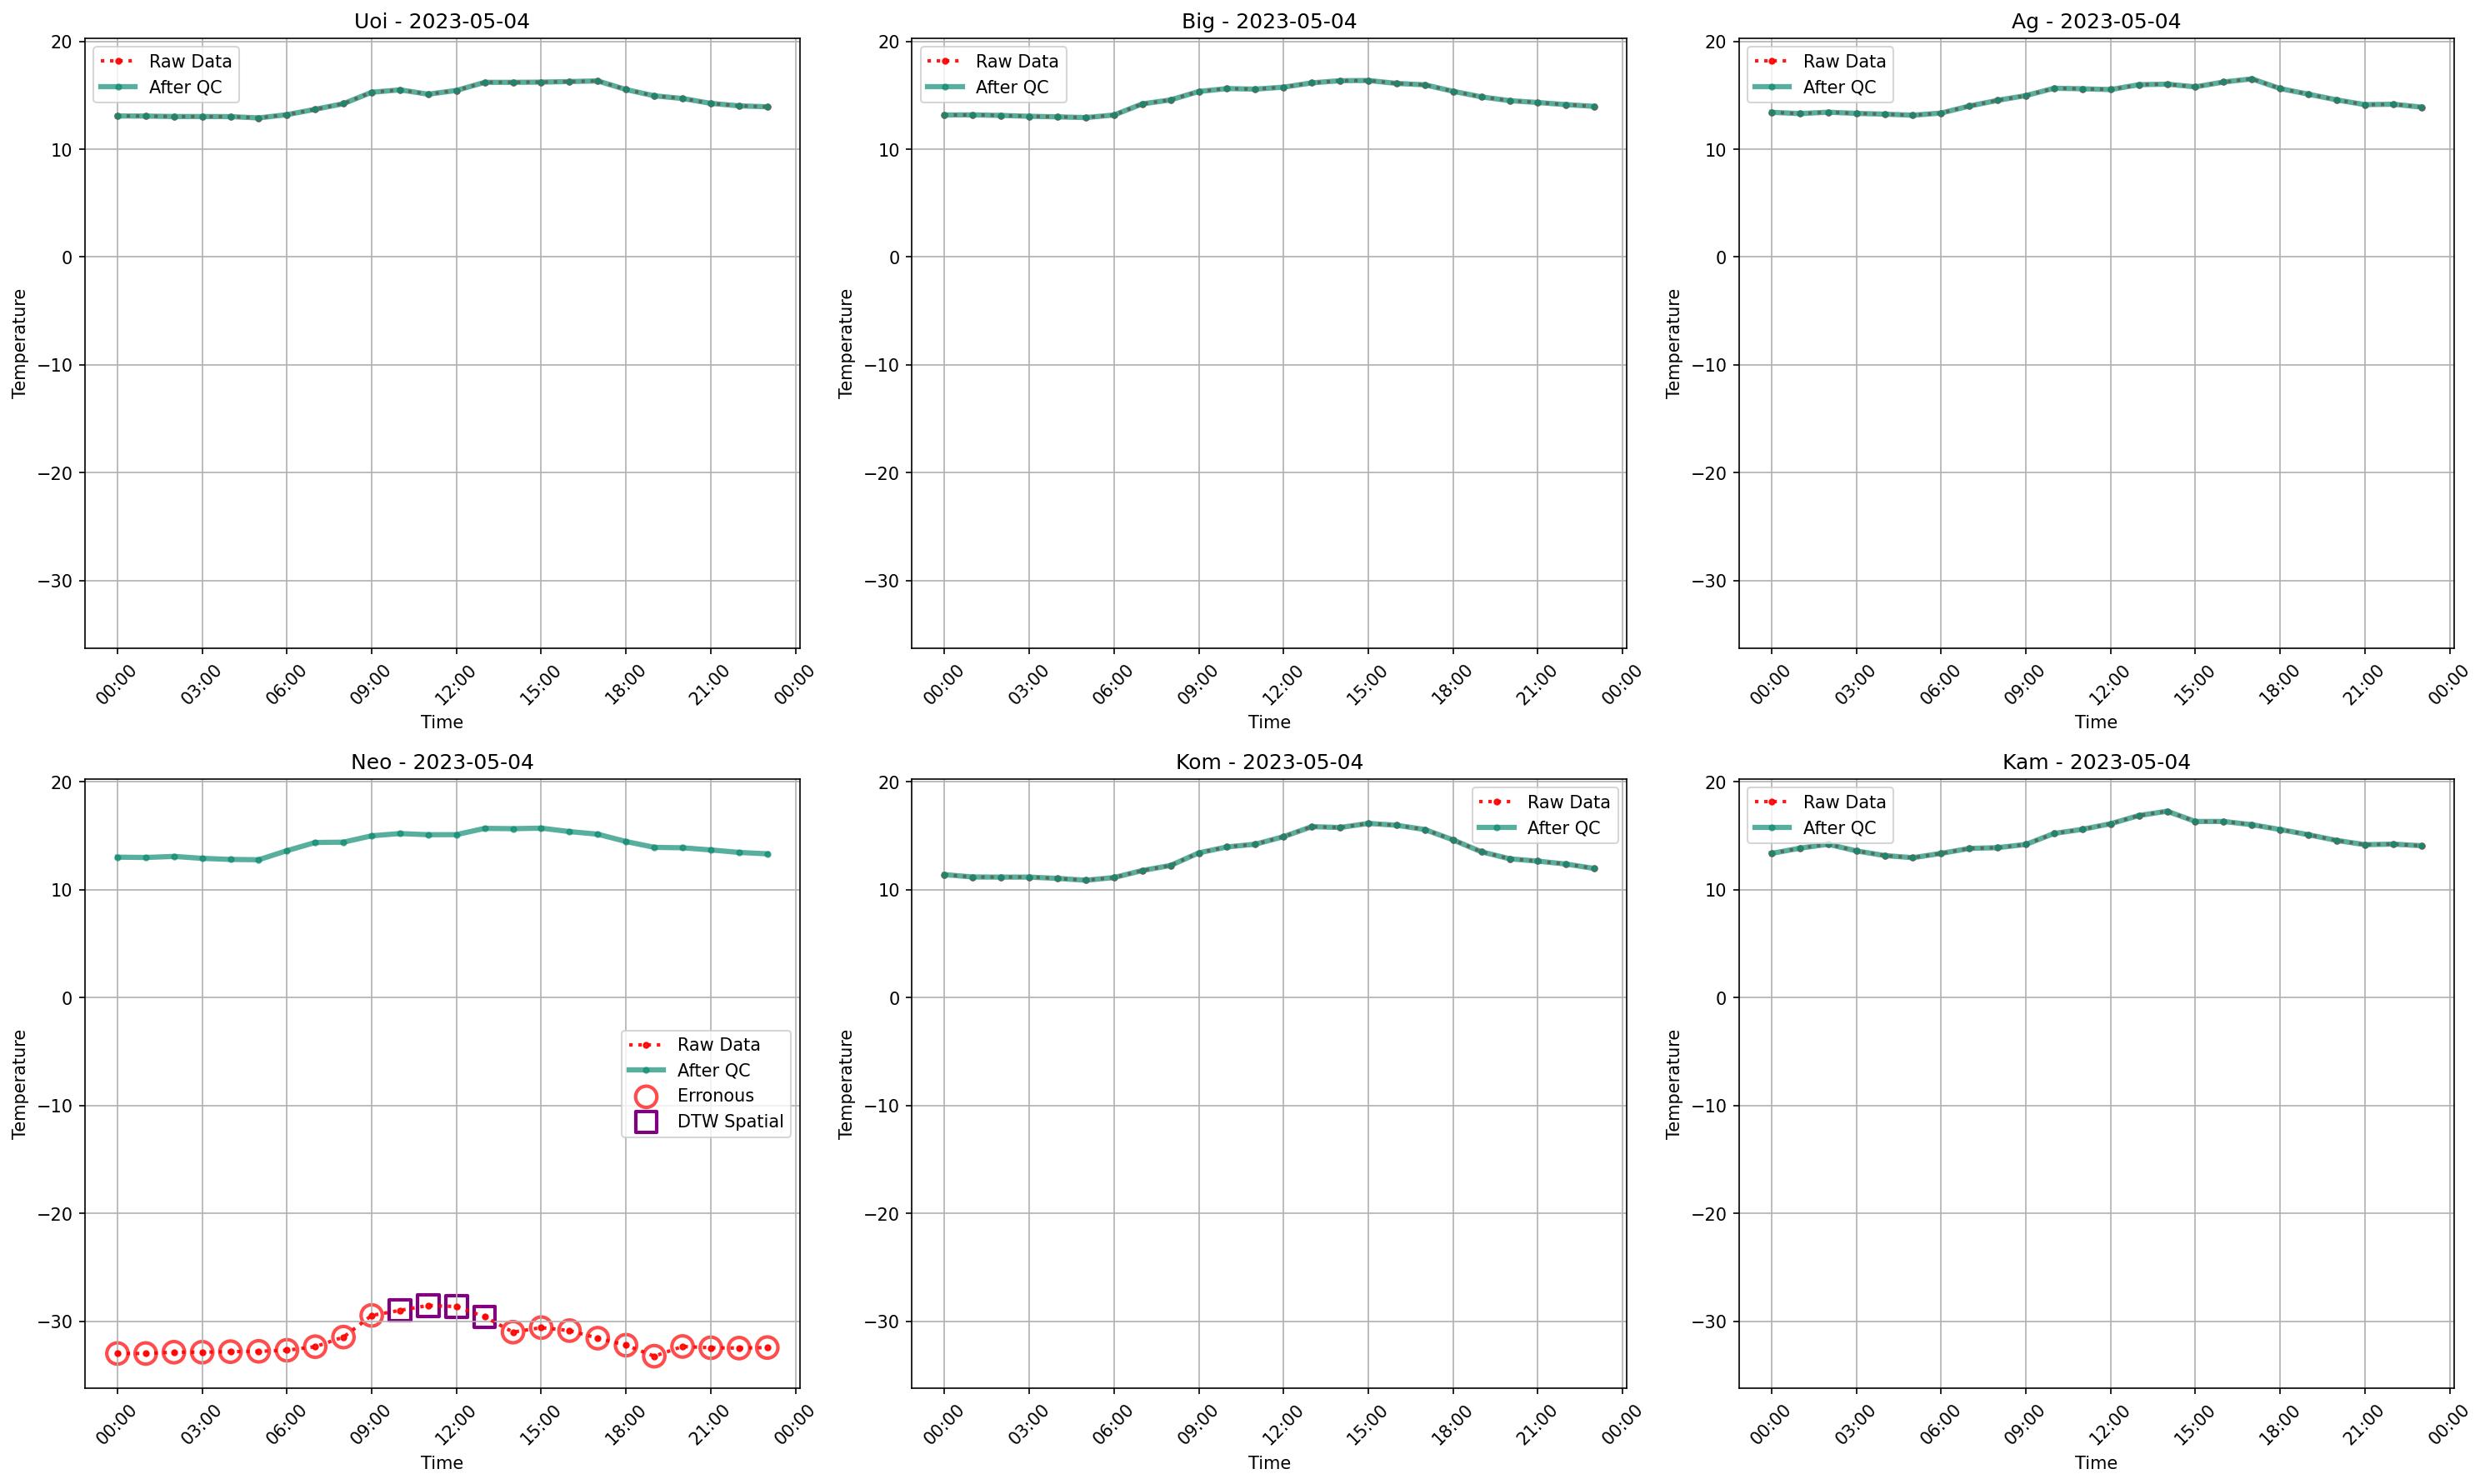 Uoi - 2023-05-04
Raw Data
After QC
20
10
0
−10
−20
−30
Temperature
00:00
03:00
06:00
09:00
12:00
15:00
18:00
21:00
00:00
Time
Big - 2023-05-04
Raw Data
After QC
20
10
0
−10
−20
−30
Temperature
00:00
03:00
06:00
09:00
12:00
15:00
18:00
21:00
00:00
Time
Ag - 2023-05-04
Raw Data
After QC
20
10
0
−10
−20
−30
Temperature
00:00
03:00
06:00
09:00
12:00
15:00
18:00
21:00
00:00
Time
Neo - 2023-05-04
20
10
0
−10
−20
−30
Temperature
Raw Data
After QC
Erronous
DTW Spatial
00:00
03:00
06:00
09:00
12:00
15:00
18:00
21:00
00:00
Time
Kom - 2023-05-04
Raw Data
After QC
20
10
0
−10
−20
−30
Temperature
00:00
03:00
06:00
09:00
12:00
15:00
18:00
21:00
00:00
Time
Kam - 2023-05-04
Raw Data
After QC
20
10
0
−10
−20
−30
Temperature
00:00
03:00
06:00
09:00
12:00
15:00
18:00
21:00
00:00
Time